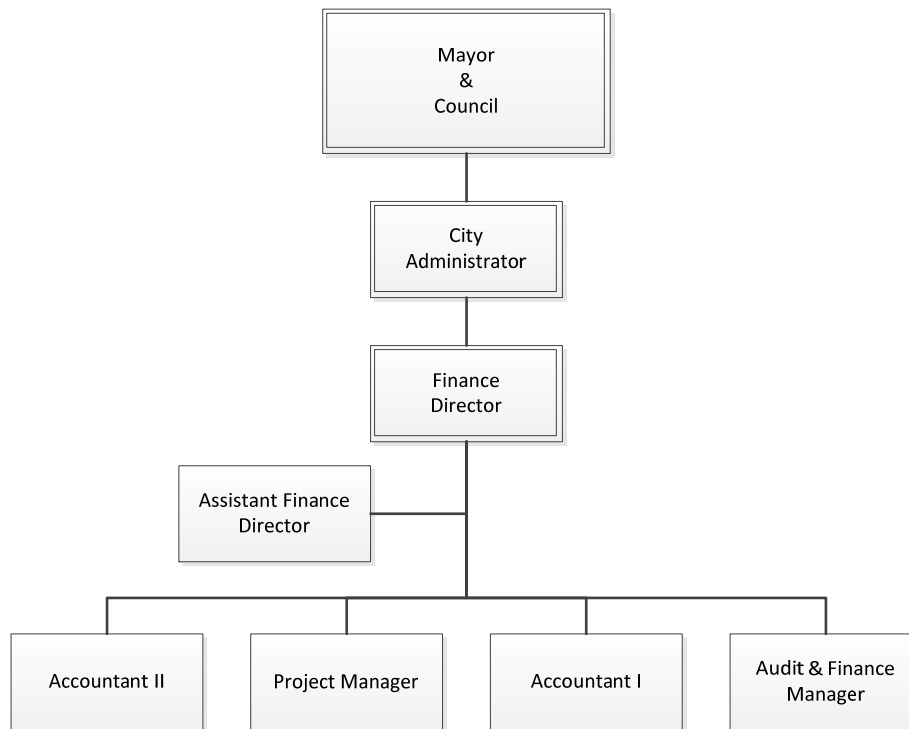 Mayor
&
Council
City
Administrator
Finance
Director
Assistant Finance
Director
Accountant II
Project Manager
Accountant I
Audit & Finance
Manager